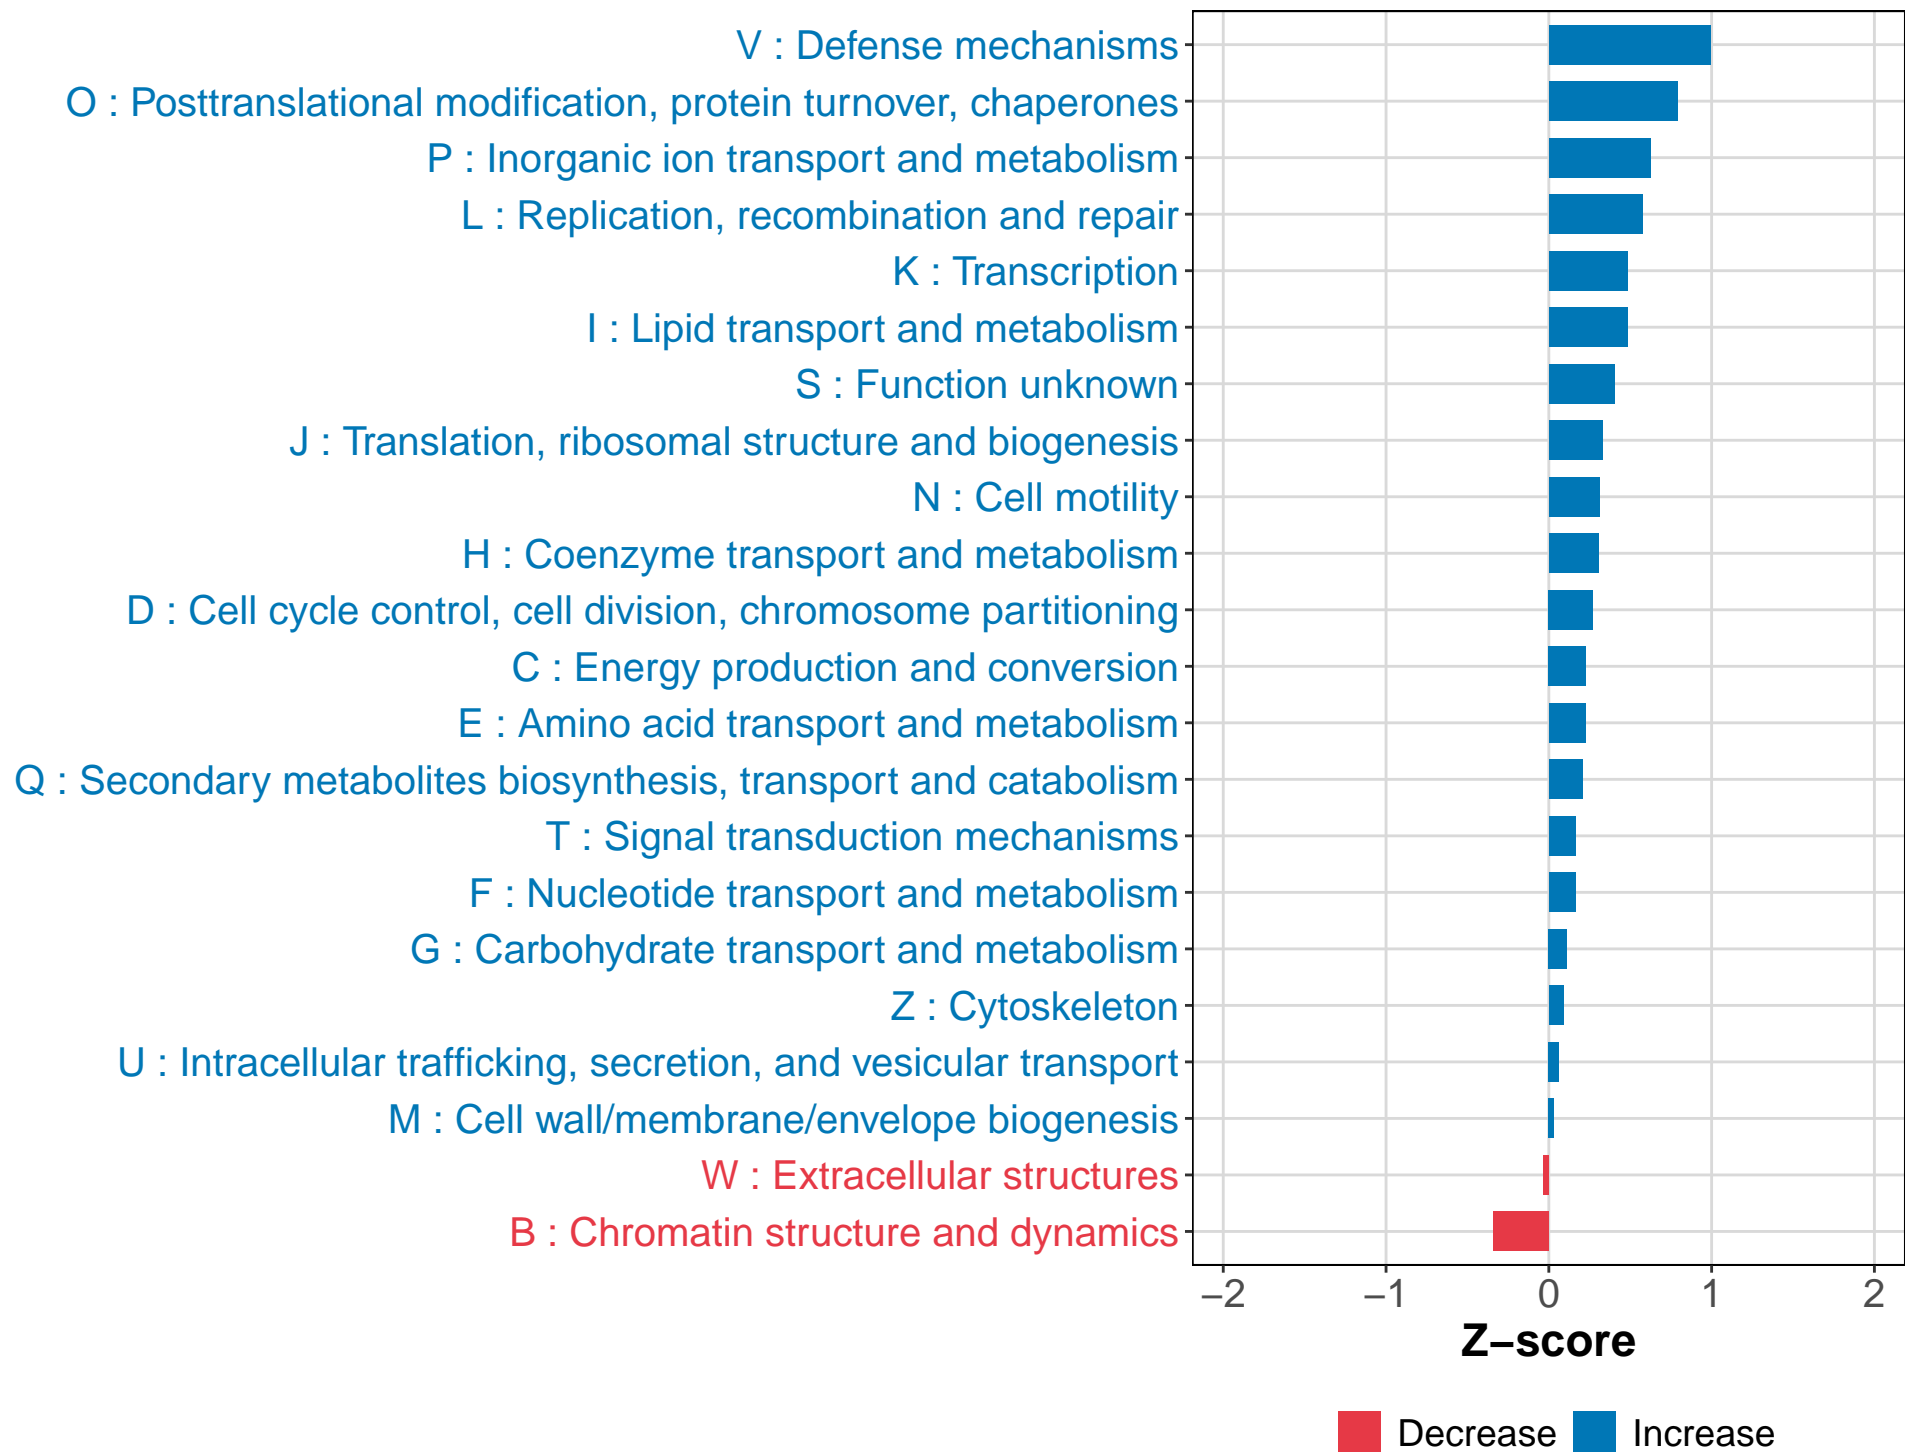 V : Defense mechanisms
O : Posttranslational modification, protein turnover, chaperones
P : Inorganic ion transport and metabolism
L : Replication, recombination and repair
K : Transcription
I : Lipid transport and metabolism
S : Function unknown
J : Translation, ribosomal structure and biogenesis
N : Cell motility
H : Coenzyme transport and metabolism
D : Cell cycle control, cell division, chromosome partitioning
C : Energy production and conversion
E : Amino acid transport and metabolism
Q : Secondary metabolites biosynthesis, transport and catabolism
T : Signal transduction mechanisms
F : Nucleotide transport and metabolism
G : Carbohydrate transport and metabolism
Z : Cytoskeleton
U : Intracellular trafficking, secretion, and vesicular transport
M : Cell wall/membrane/envelope biogenesis
W : Extracellular structures
B : Chromatin structure and dynamics
−2 −1 0 1 2
Z−score
Decrease Increase